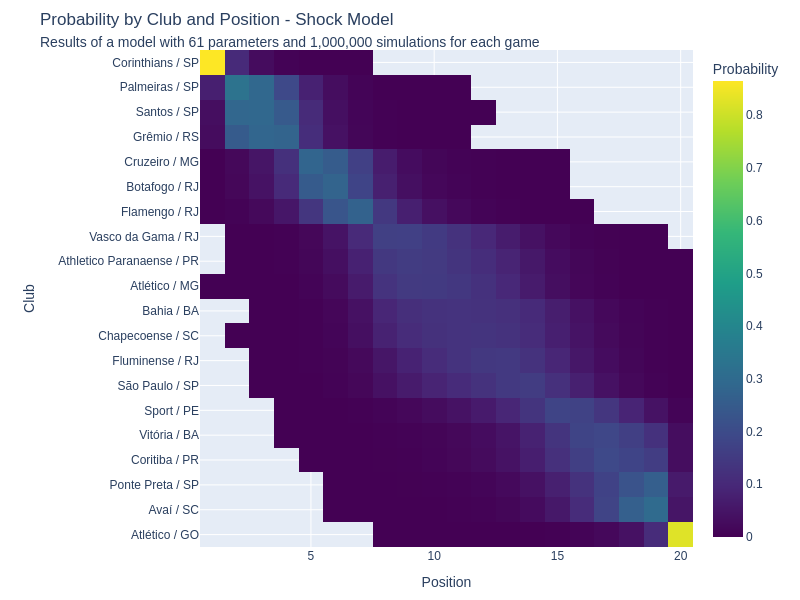 Probability by Club and Position - Shock Model
Results of a model with 61 parameters and 1,000,000 simulations for each game
Probability
Corinthians / SP
Palmeiras / SP
Santos / SP
Grêmio / RS
Cruzeiro / MG
Botafogo / RJ
Flamengo / RJ
Vasco da Gama / RJ
Athletico Paranaense / PR
Atlético / MG
Bahia / BA
Chapecoense / SC
Fluminense / RJ
São Paulo / SP
Sport / PE
Vitória / BA
Coritiba / PR
Ponte Preta / SP
Avaí / SC
Atlético / GO
Club
5
10
15
20
Position
0.8
0.7
0.6
0.5
0.4
0.3
0.2
0.1
0